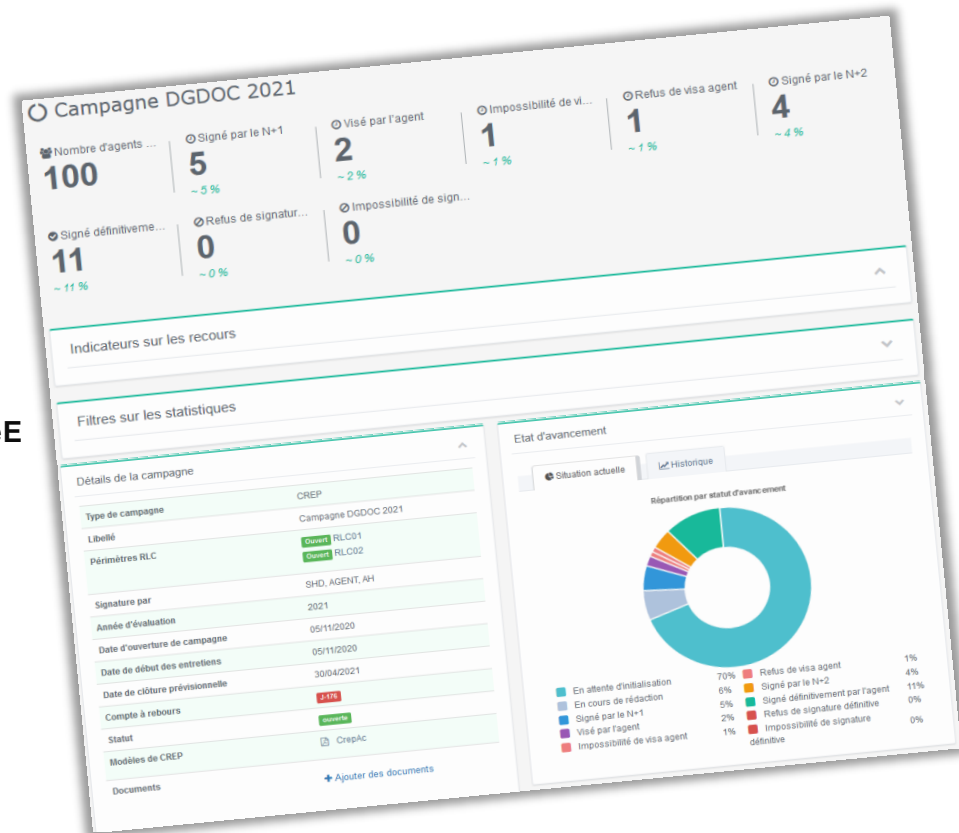 Campagne DGDOC 2021
Nombre d'agents ...
100
Signé par le N+1
5
~ 5 %
Visé par l'agent
2
~ 2 %
Impossibilité de vi...
1
~ 1 %
Refus de visa agent
1
~ 1 %
Signé par le N+2
4
~ 4 %
Signé définitiveme...
11
~ 11 %
Refus de signatur...
0
~ 0 %
Impossibilité de sign...
0
~ 0 %
Indicateurs sur les recours
Filtres sur les statistiques
E
Détails de la campagne
Type de campagne CREP
Libellé Campagne DGDOC 2021
Périmètres RLC Ouvert RLC01
Ouvert RLC02
Signature par SHD, AGENT, AH
Année d'évaluation 2021
Date d'ouverture de campagne 05/11/2020
Date de début des entretiens 05/11/2020
Date de clôture prévisionnelle 30/04/2021
Compte à rebours J-176
Statut ouverte
Modèles de CREP CrepAc
Documents + Ajouter des documents
Etat d'avancement
Situation actuelle Historique
Répartition par statut d'avancement
En attente d'initialisation 70%
En cours de rédaction 6%
Signé par le N+1 5%
Visé par l'agent 2%
Impossibilité de visa agent 1%
Refus de visa agent 1%
Signé par le N+2 4%
Signé définitivement par l'agent 11%
Refus de signature définitive 0%
Impossibilité de signature 0%
définitive